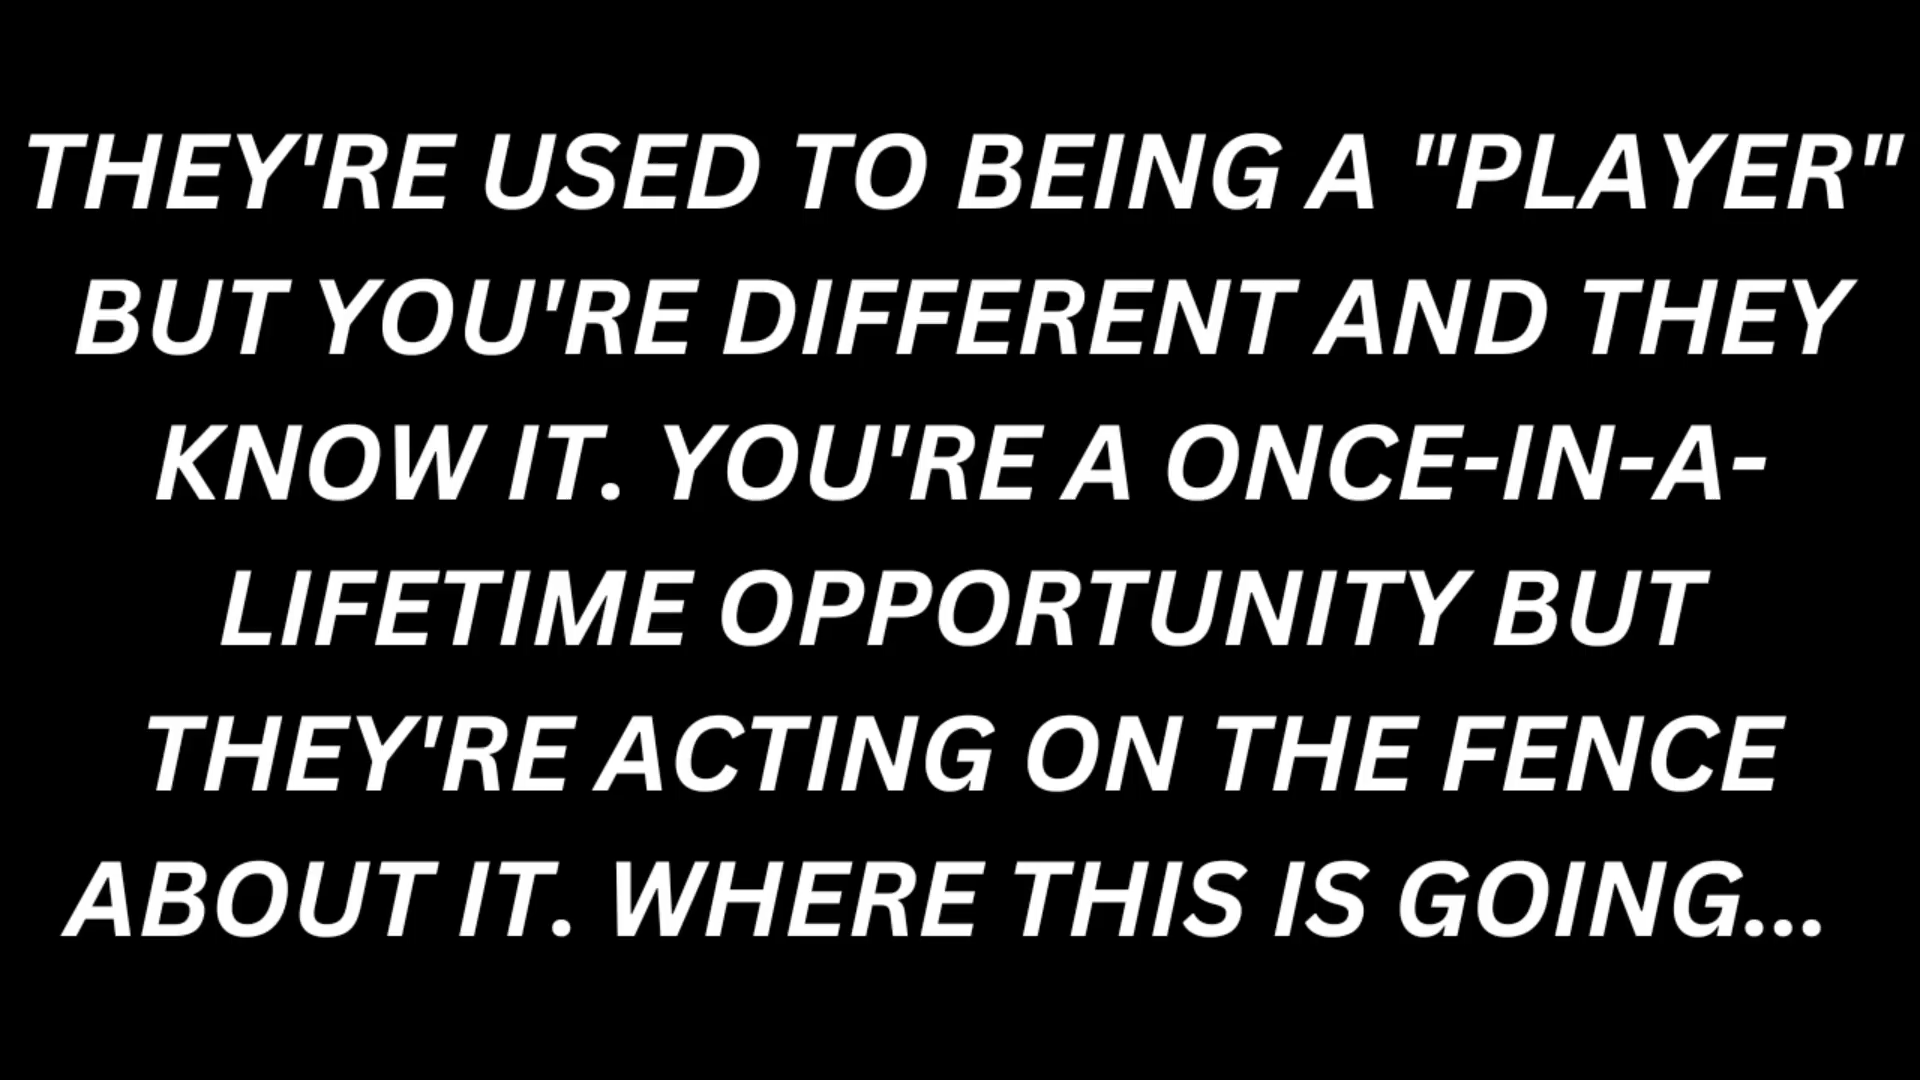 THEY'RE USED TO BEING A "PLAYER"
BUT YOU'RE DIFFERENT AND THEY
KNOW IT. YOU'RE A ONCE-IN-A-
LIFETIME OPPORTUNITY BUT
THEY'RE ACTING ON THE FENCE
ABOUT IT. WHERE THIS IS GOING...